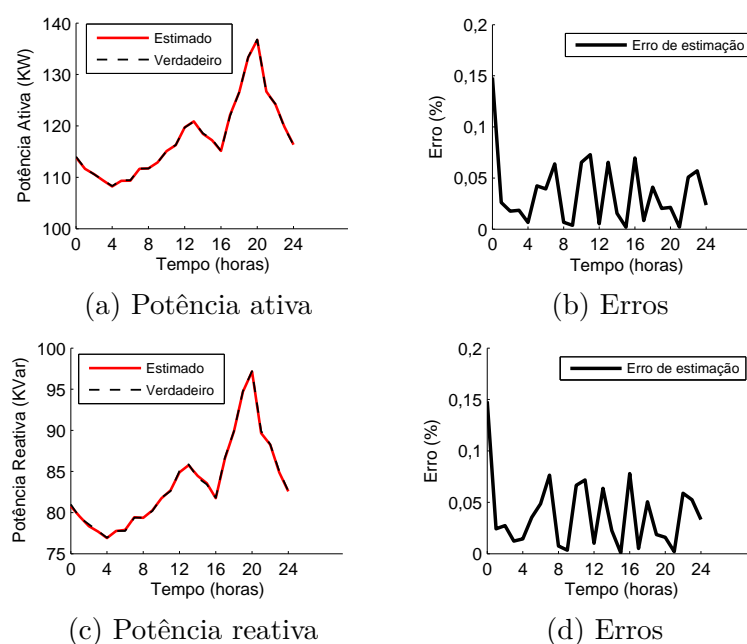 140
130
120
110
100
Potência Ativa (KW)
Estimado
Verdadeiro
0 4 8 12 16 20 24
Tempo (horas)
(a) Potência ativa
0,2
0,15
0,1
0,05
0
Erro (%)
Erro de estimação
0 4 8 12 16 20 24
Tempo (horas)
(b) Erros
100
95
90
85
80
75
Potência Reativa (KVar)
Estimado
Verdadeiro
0 4 8 12 16 20 24
Tempo (horas)
(c) Potência reativa
0,2
0,15
0,1
0,05
0
Erro (%)
Erro de estimação
0 4 8 12 16 20 24
Tempo (horas)
(d) Erros